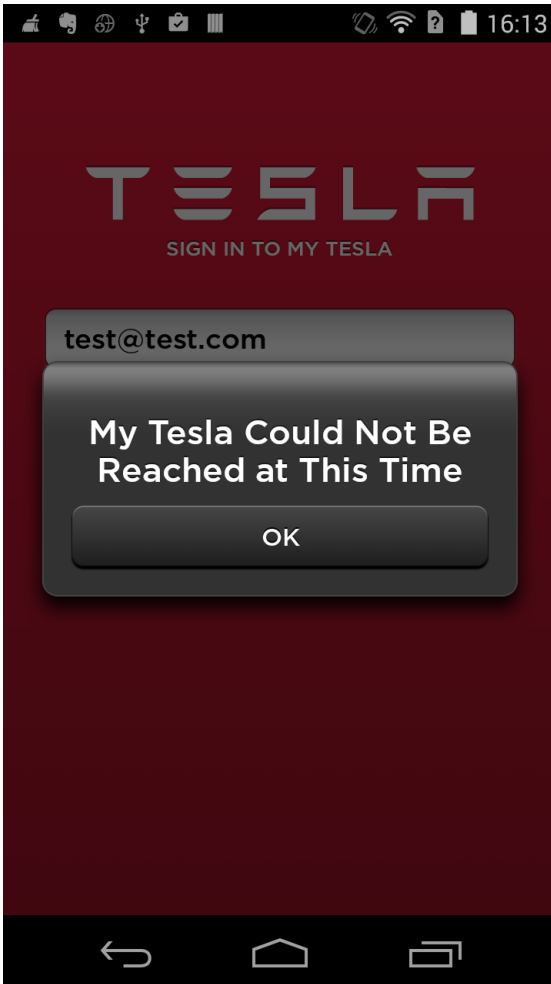 16:13
TESLA
SIGN IN TO MY TESLA
test@test.com
My Tesla Could Not Be
Reached at This Time
OK